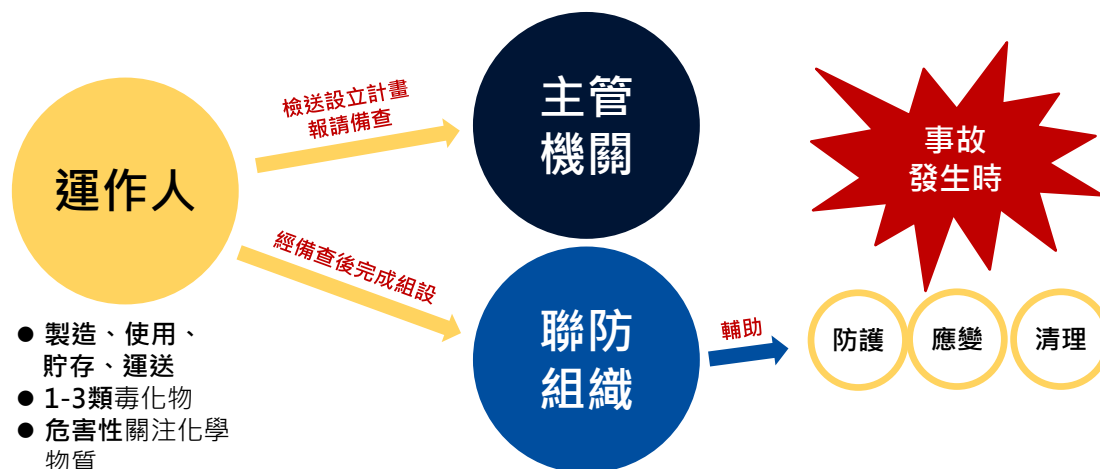 運作人
● 製造、使用、
貯存、運送
● 1-3類毒化物
● 危害性關注化學
物質
檢送設立計畫
報請備查
經備查後完成組設
主管
機關
聯防
組織
輔助
事故
發生時
防護
應變
清理